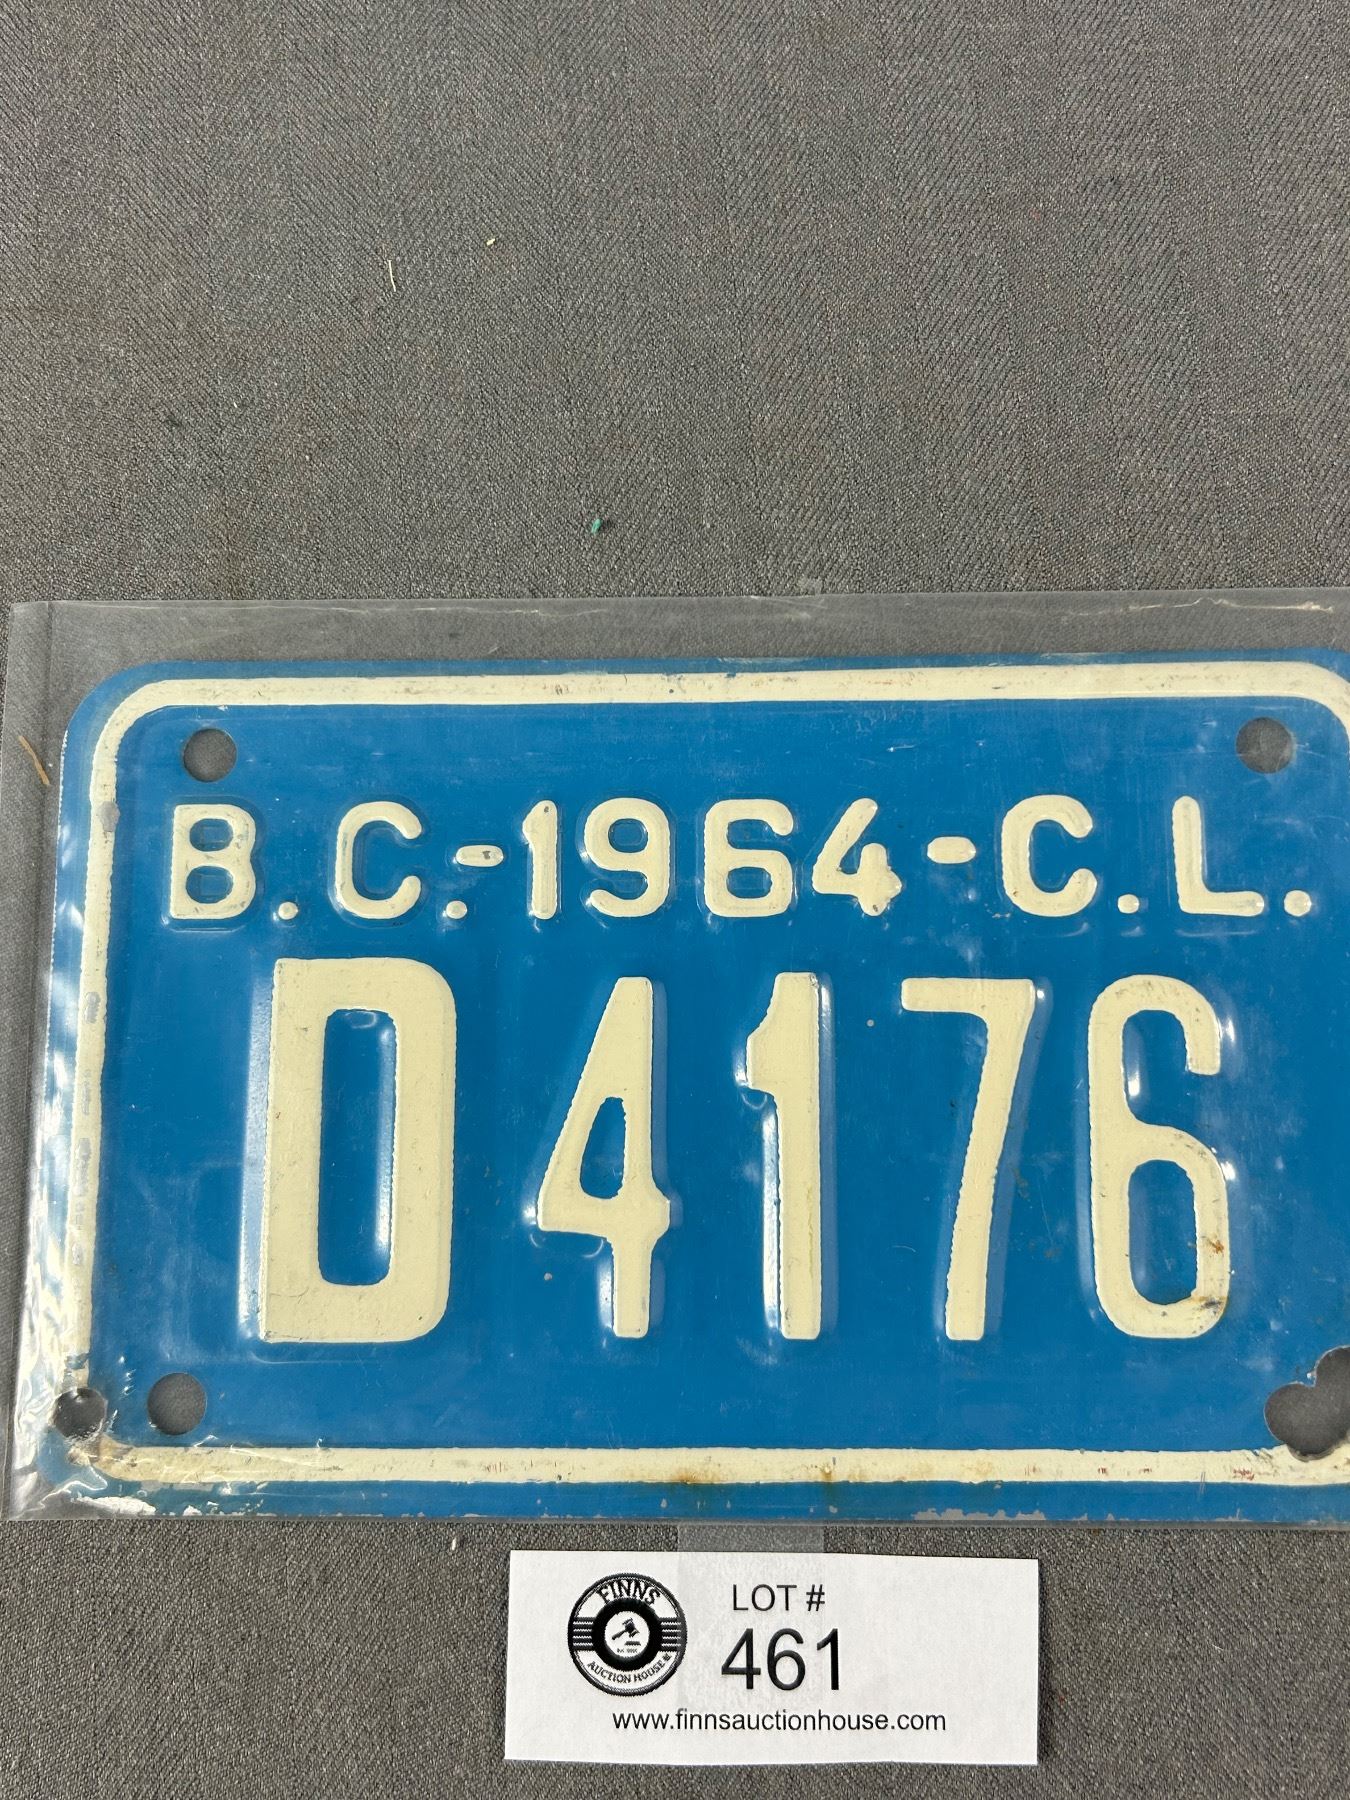 B.C.-1964-C.L.
D4176
FINNS
AUCTION HOUSE &
LOT #
461
www.finnsauctionhouse.com